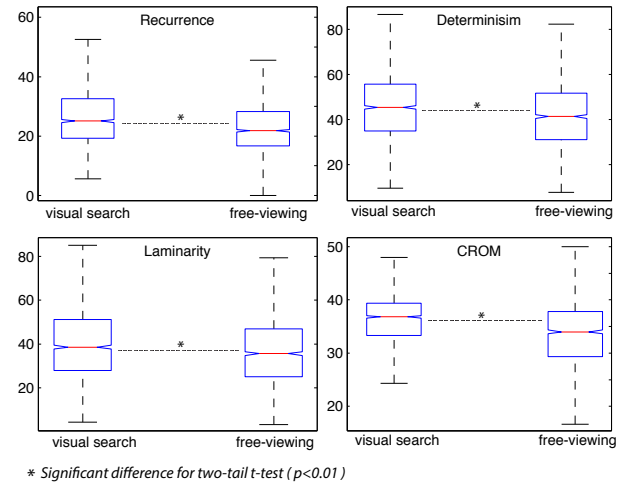 Recurrence
60
40
20
0
visual search free-viewing
*
Determinisim
80
60
40
20
visual search free-viewing
*
Laminarity
80
60
40
20
visual search free-viewing
*
CROM
50
40
30
20
visual search free-viewing
*
* Significant difference for two-tail t-test ( p<0.01 )